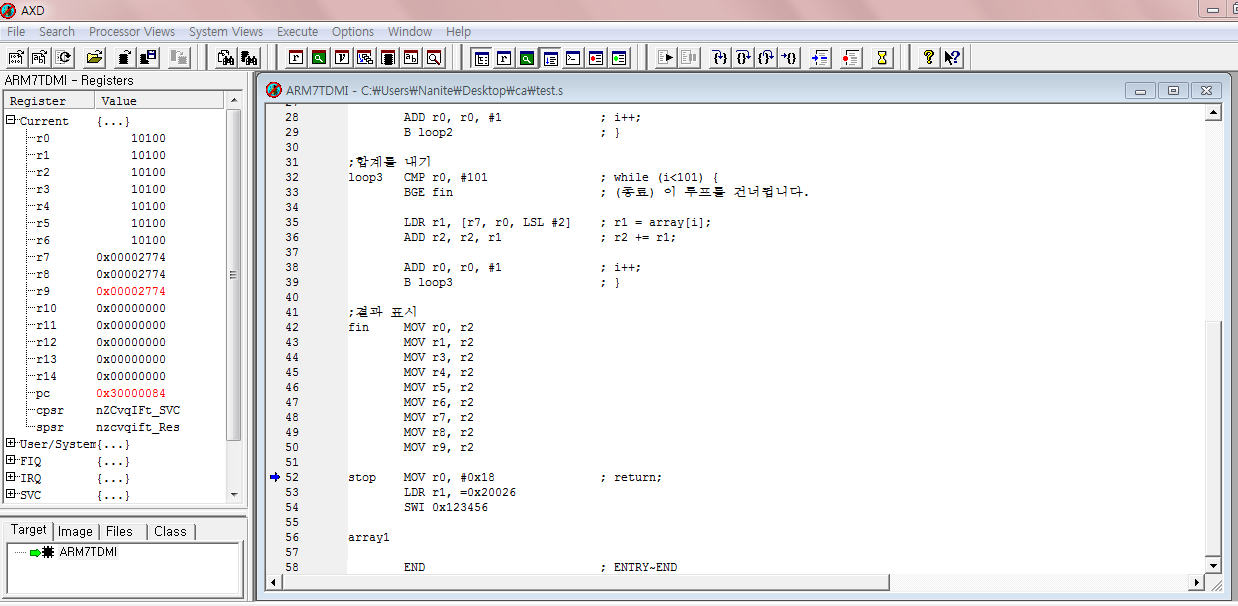 AXD
File Search Processor Views System Views Execute Options Window Help
ARM7TDMI - Registers
Register Value
Current {...}
r0 10100
r1 10100
r2 10100
r3 10100
r4 10100
r5 10100
r6 10100
r7 0x00002774
r8 0x00002774
r9 0x00002774
r10 0x00000000
r11 0x00000000
r12 0x00000000
r13 0x00000000
r14 0x00000000
pc 0x30000084
cpsr nZCvqIFt_SVC
spsr nzcvqift_Res
User/System {...}
FIQ {...}
IRQ {...}
SVC {...}
Target Image Files Class
ARM7TDMI
ARM7TDMI - C:₩Users₩Nanite₩Desktop₩ca₩test.s
28 ADD r0, r0, #1 ; i++;
29 B loop2 ; }
30
31 ;합계를 내기
32 loop3 CMP r0, #101 ; while (i<101) {
33 BGE fin ; (종료) 이 루프를 건너뜁니다.
34
35 LDR r1, [r7, r0, LSL #2] ; r1 = array[i];
36 ADD r2, r2, r1 ; r2 += r1;
37
38 ADD r0, r0, #1 ; i++;
39 B loop3 ; }
40
41 ;결과 표시
42 fin MOV r0, r2
43 MOV r1, r2
44 MOV r3, r2
45 MOV r4, r2
46 MOV r5, r2
47 MOV r6, r2
48 MOV r7, r2
49 MOV r8, r2
50 MOV r9, r2
51
52 stop MOV r0, #0x18 ; return;
53 LDR r1, =0x20026
54 SWI 0x123456
55
56 array1
57
58 END ; ENTRY~END